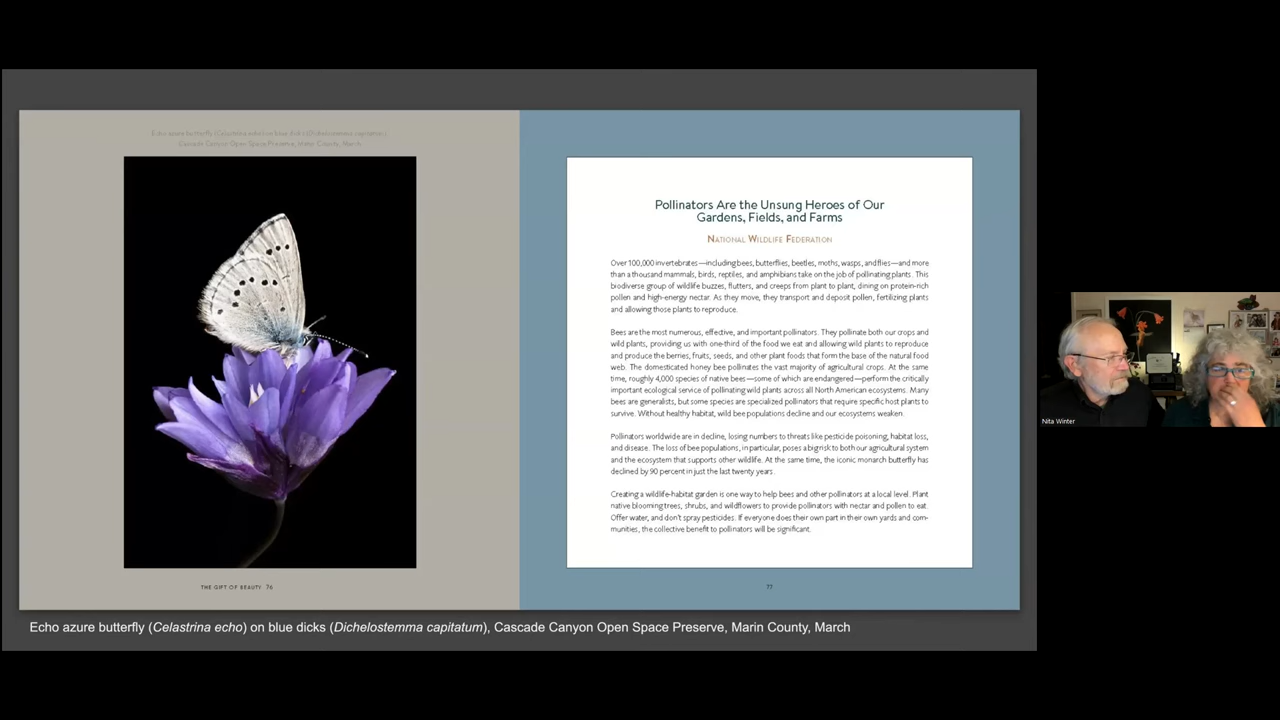 Echo azure butterfly (Celastrina echo) on blue dicks (Dichelostemma capitatum)
Cascade Canyon Open Space Preserve, Marin County, March
Pollinators Are the Unsung Heroes of Our
Gardens, Fields, and Farms
National Wildlife Federation
Over 100,000 invertebrates—including bees, butterflies, beetles, moths, wasps, and flies—and more
than a thousand mammals, birds, reptiles, and amphibians take on the job of pollinating plants. This
biodiverse group of wildlife buzzes, flutters, and creeps from plant to plant, dining on protein-rich
pollen and high-energy nectar. As they move, they transport and deposit pollen, fertilizing plants
and allowing those plants to reproduce.
Bees are the most numerous, effective, and important pollinators. They pollinate both our crops and
wild plants, providing us with one-third of the food we eat and allowing wild plants to reproduce
and produce the berries, fruits, seeds, and other plant foods that form the base of the natural food
web. The domesticated honey bee pollinates the vast majority of agricultural crops. At the same
time, roughly 4,000 species of native bees—some of which are endangered—perform the critically
important ecological service of pollinating wild plants across all North American ecosystems. Many
bees are generalists, but some species are specialized pollinators that require specific host plants to
survive. Without healthy habitat, wild bee populations decline and our ecosystems weaken.
Pollinators worldwide are in decline, losing numbers to threats like pesticide poisoning, habitat loss,
and disease. The loss of bee populations, in particular, poses a big risk to both our agricultural system
and the ecosystem that supports other wildlife. At the same time, the iconic monarch butterfly has
declined by 90 percent in just the last twenty years.
Creating a wildlife-habitat garden is one way to help bees and other pollinators at a local level. Plant
native blooming trees, shrubs, and wildflowers to provide pollinators with nectar and pollen to eat.
Offer water, and don't spray pesticides. If everyone does their own part in their own yards and com-
munities, the collective benefit to pollinators will be significant.
THE GIFT OF BEAUTY 76
77
Echo azure butterfly (Celastrina echo) on blue dicks (Dichelostemma capitatum), Cascade Canyon Open Space Preserve, Marin County, March
Nita Winter